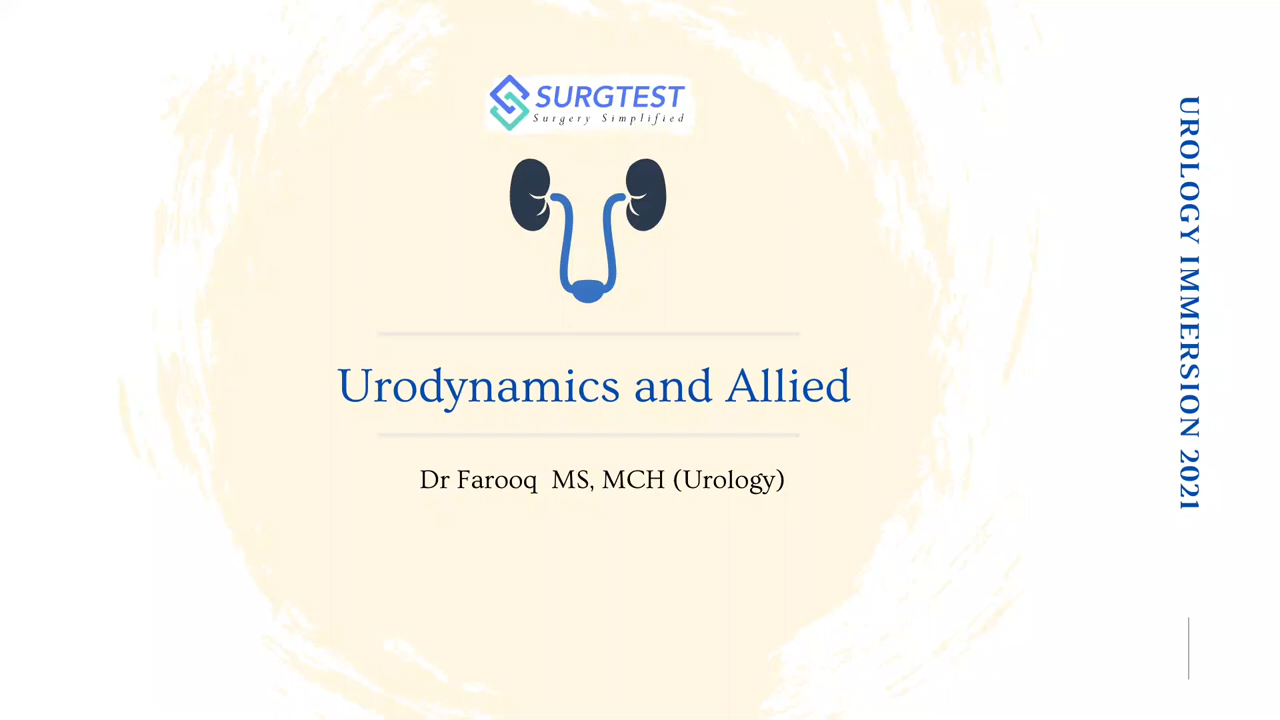 SURGTEST
Surgery Simplified
Urodynamics and Allied
Dr Farooq MS, MCH (Urology)
UROLOGY IMMERSION 2021